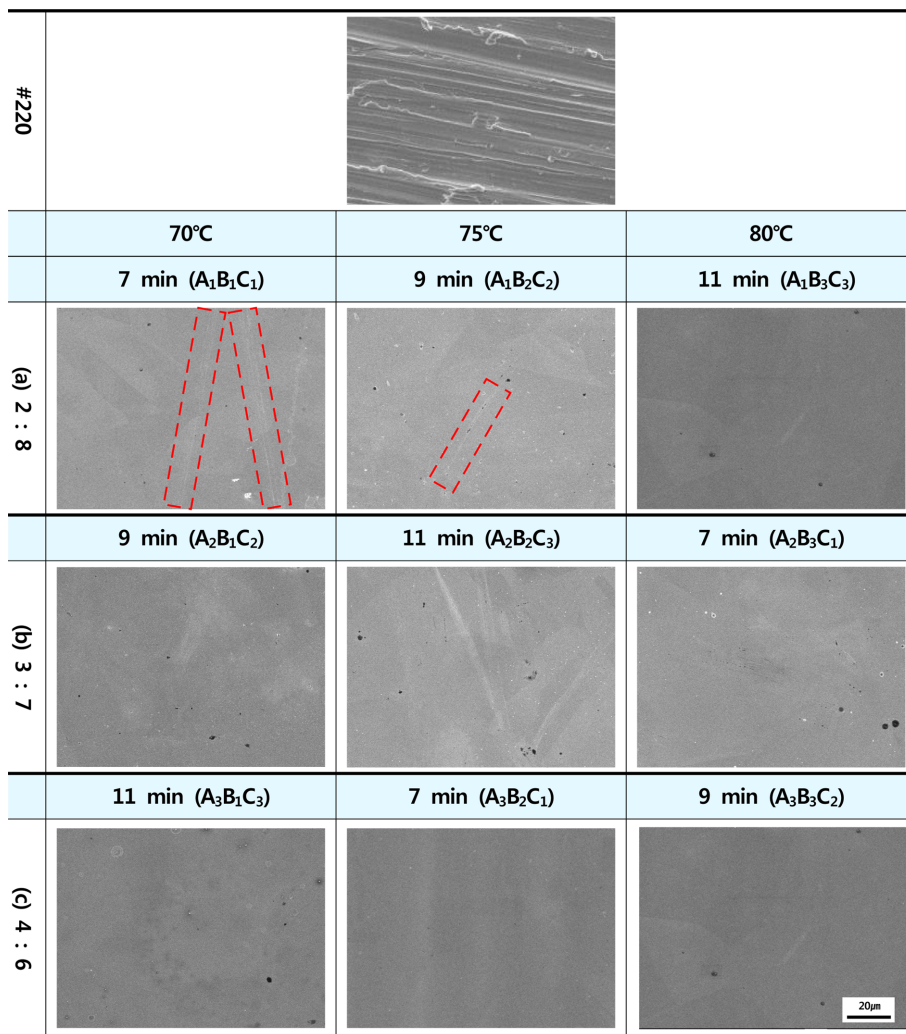 #220
70℃ 75℃ 80℃
7 min (A₁B₁C₁) 9 min (A₁B₂C₂) 11 min (A₁B₃C₃)
(a) 2 : 8
9 min (A₂B₁C₂) 11 min (A₂B₂C₃) 7 min (A₂B₃C₁)
(b) 3 : 7
11 min (A₃B₁C₃) 7 min (A₃B₂C₁) 9 min (A₃B₃C₂)
(c) 4 : 6
20㎛